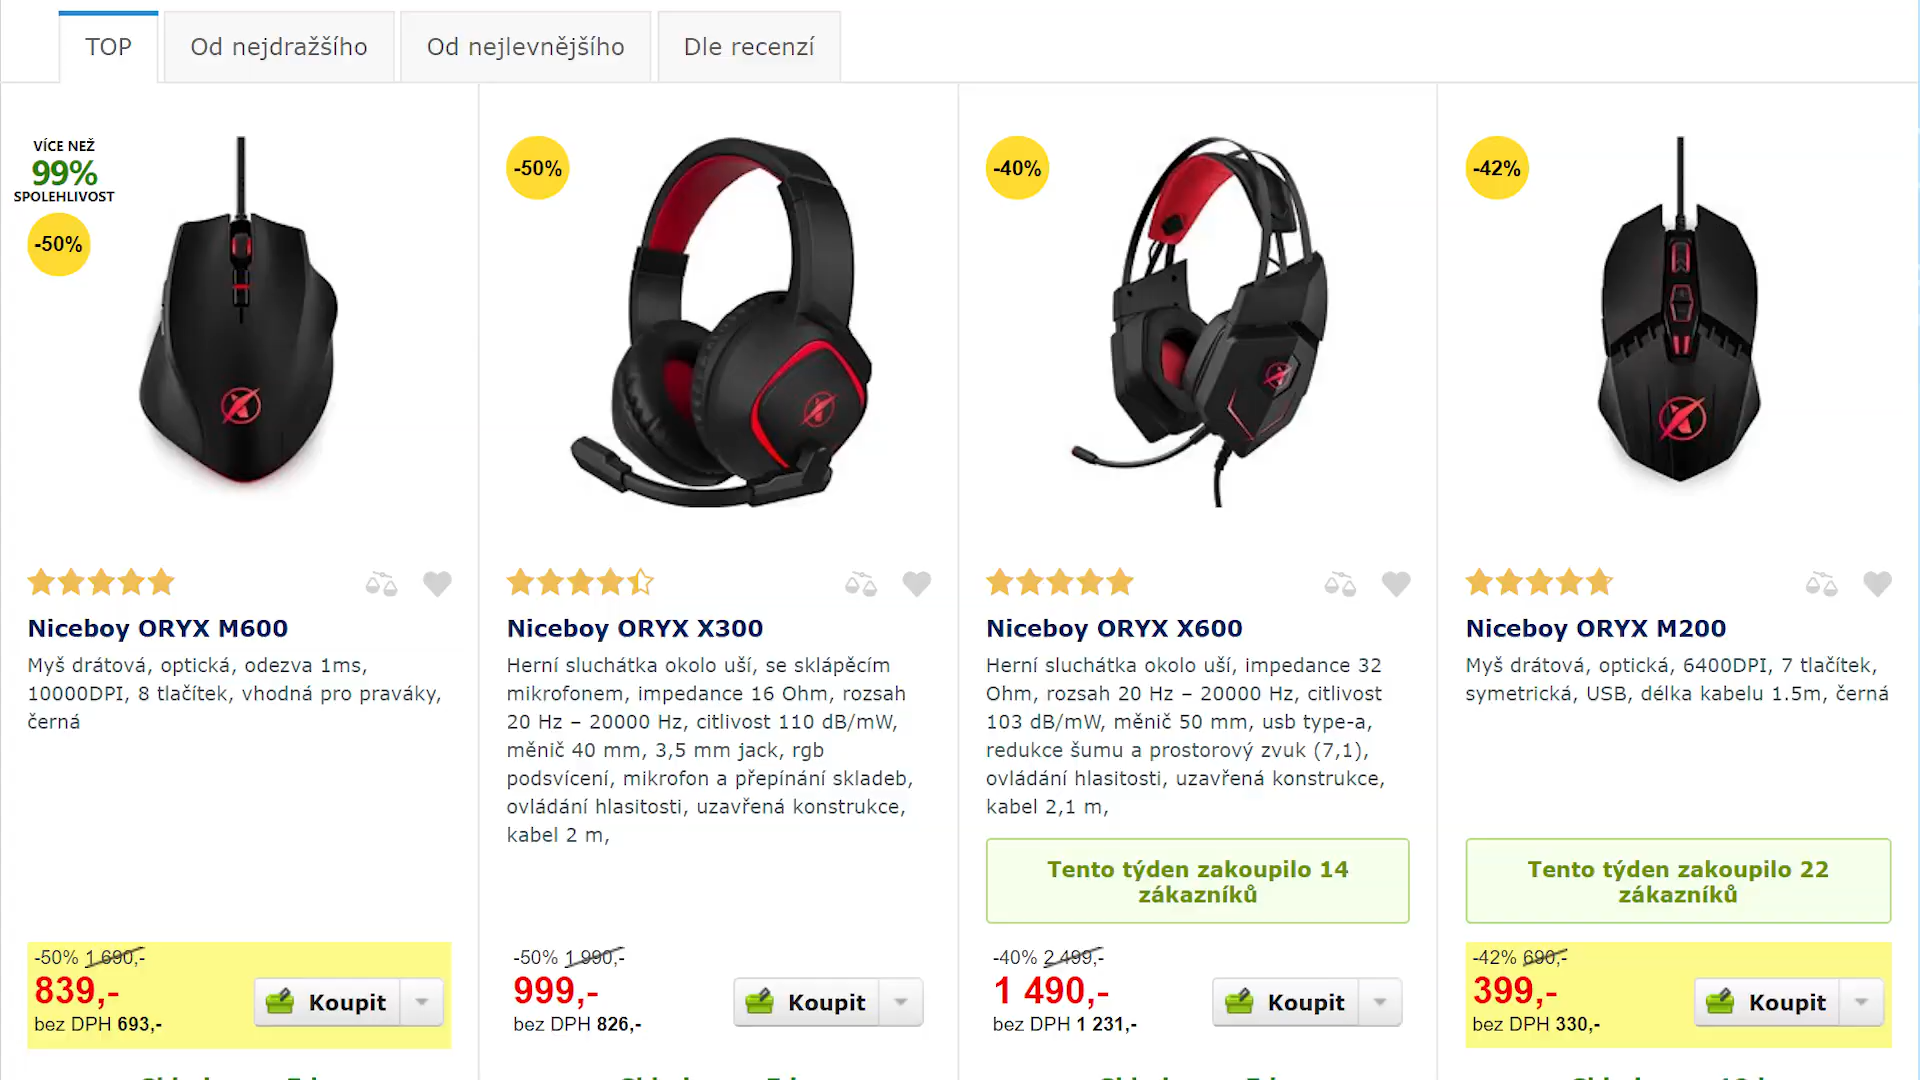 TOP
Od nejdražšího
Od nejlevnějšího
Dle recenzí
VÍCE NEŽ
99%
SPOLEHLIVOST
-50%
-50%
-40%
-42%
Niceboy ORYX M600
Myš drátová, optická, odezva 1ms,
10000DPI, 8 tlačítek, vhodná pro praváky,
černá
-50% 1 690,-
839,-
bez DPH 693,-
Koupit
Niceboy ORYX X300
Herní sluchátka okolo uší, se sklápěcím
mikrofonem, impedance 16 Ohm, rozsah
20 Hz – 20000 Hz, citlivost 110 dB/mW,
měnič 40 mm, 3,5 mm jack, rgb
podsvícení, mikrofon a přepínání skladeb,
ovládání hlasitosti, uzavřená konstrukce,
kabel 2 m,
-50% 1 990,-
999,-
bez DPH 826,-
Koupit
Niceboy ORYX X600
Herní sluchátka okolo uší, impedance 32
Ohm, rozsah 20 Hz – 20000 Hz, citlivost
103 dB/mW, měnič 50 mm, usb type-a,
redukce šumu a prostorový zvuk (7,1),
ovládání hlasitosti, uzavřená konstrukce,
kabel 2,1 m,
Tento týden zakoupilo 14
zákazníků
-40% 2 499,-
1 490,-
bez DPH 1 231,-
Koupit
Niceboy ORYX M200
Myš drátová, optická, 6400DPI, 7 tlačítek,
symetrická, USB, délka kabelu 1.5m, černá
Tento týden zakoupilo 22
zákazníků
-42% 690,-
399,-
bez DPH 330,-
Koupit